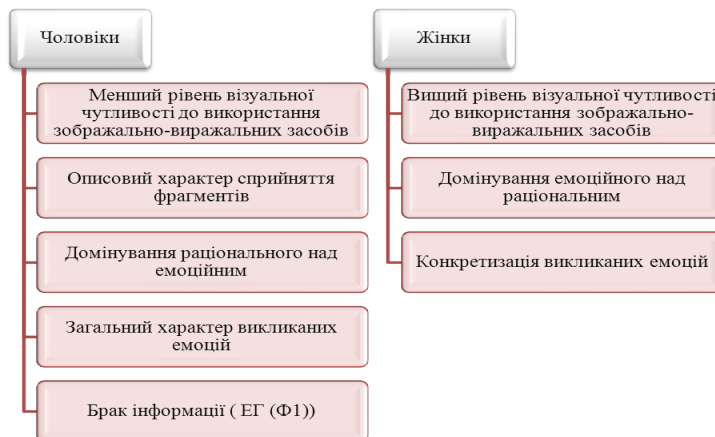 Чоловіки
Менший рівень візуальної
чутливості до використання
зображально-виражальних засобів
Описовий характер сприйняття
фрагментів
Домінування раціонального над
емоційним
Загальний характер викликаних
емоцій
Брак інформації ( ЕГ (Ф1))
Жінки
Вищий рівень візуальної чутливості
до використання зображально-
виражальних засобів
Домінування емоційного над
раціональним
Конкретизація викликаних емоцій